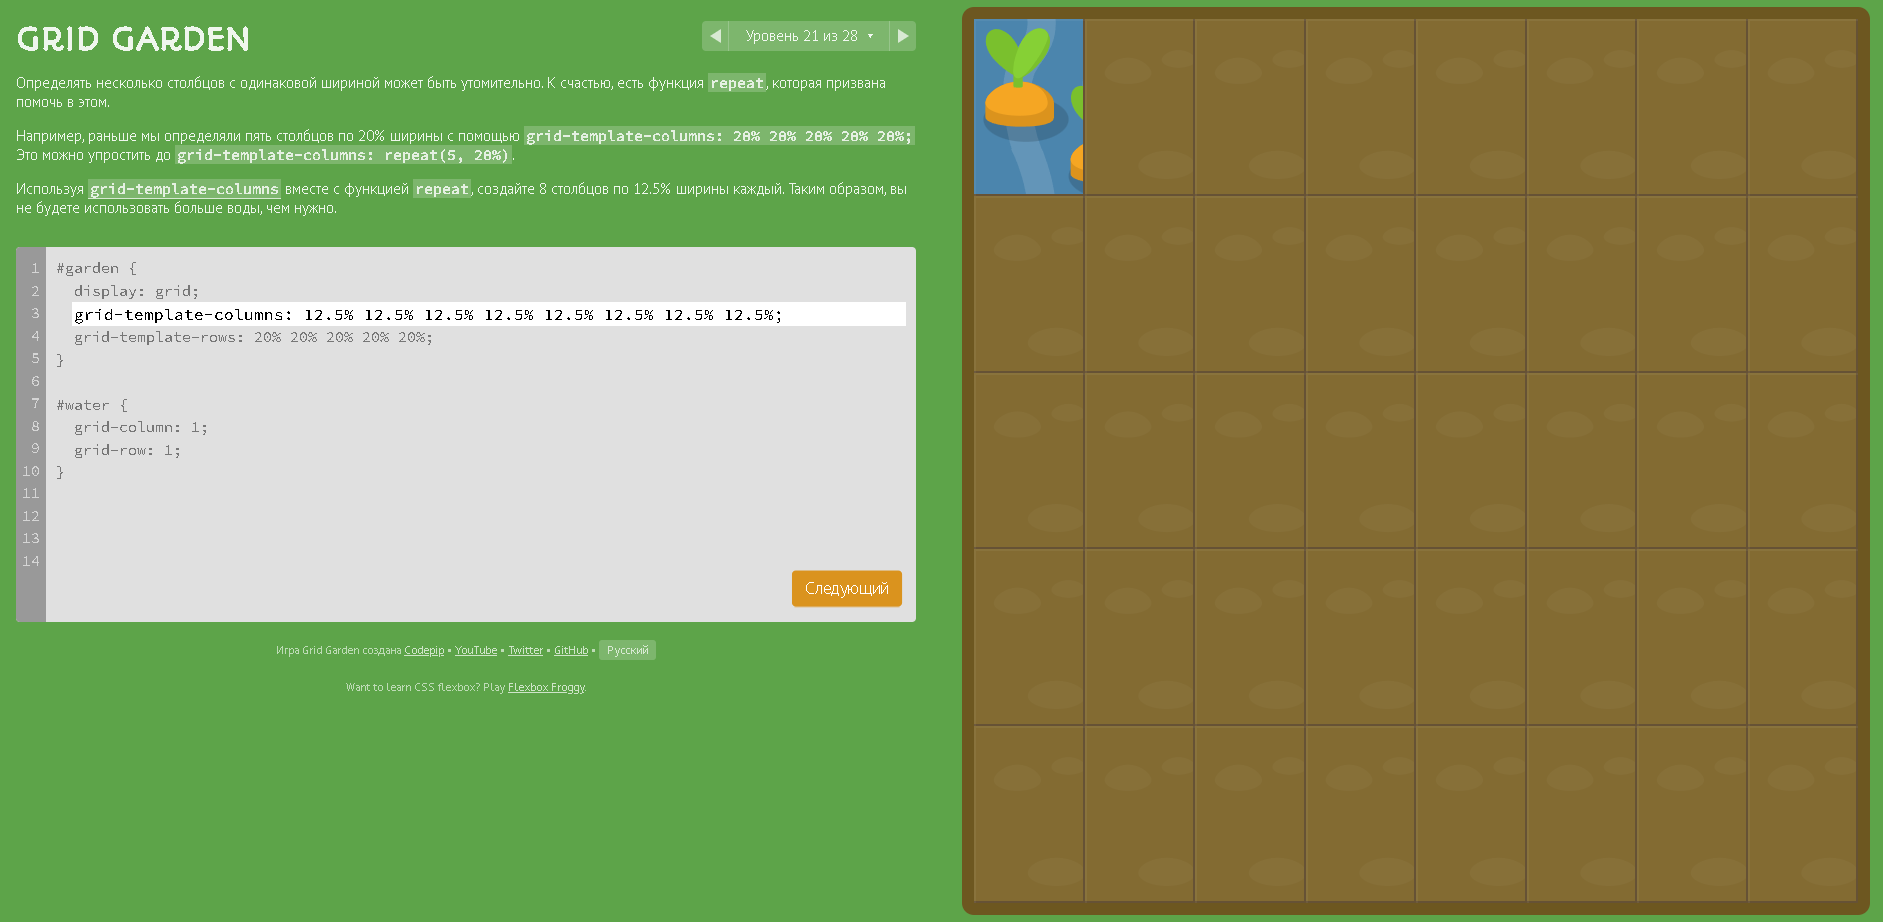 GRID GARDEN
◀ Уровень 21 из 28 ▾ ▶
Определять несколько столбцов с одинаковой шириной может быть утомительно. К счастью, есть функция repeat, которая призвана
помочь в этом.
Например, раньше мы определяли пять столбцов по 20% ширины с помощью grid-template-columns: 20% 20% 20% 20% 20%;
Это можно упростить до grid-template-columns: repeat(5, 20%).
Используя grid-template-columns вместе с функцией repeat, создайте 8 столбцов по 12.5% ширины каждый. Таким образом, вы
не будете использовать больше воды, чем нужно.
1 #garden {
2 display: grid;
3 grid-template-columns: 12.5% 12.5% 12.5% 12.5% 12.5% 12.5% 12.5% 12.5%;
4 grid-template-rows: 20% 20% 20% 20% 20%;
5 }
6
7 #water {
8 grid-column: 1;
9 grid-row: 1;
10 }
11
12
13
14
Следующий
Игра Grid Garden создана Codepip • YouTube • Twitter • GitHub • Русский
Want to learn CSS flexbox? Play Flexbox Froggy.